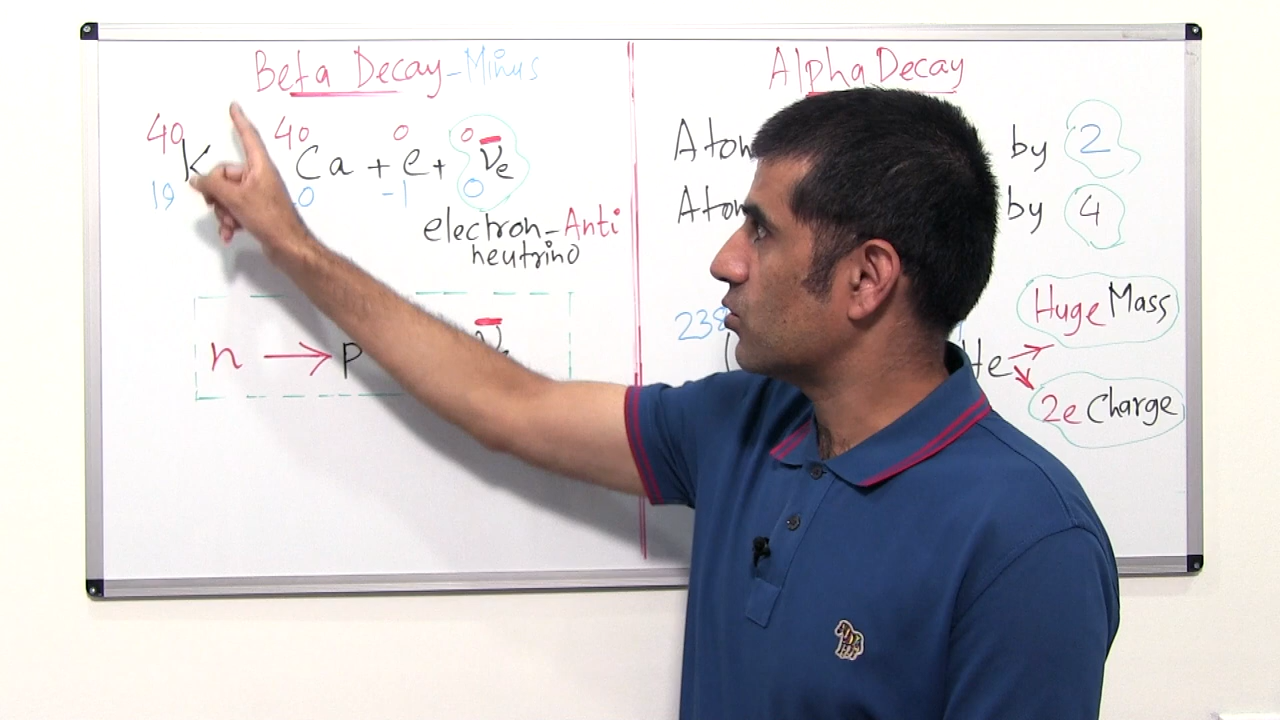 Beta Decay-Minus
40 40 0 0
K Ca + e + ν̅e
19 0 -1 0
electron-Anti
neutrino
n → p ν̅
Alpha Decay
Atom by 2
Atom by 4
238
He
Huge Mass
2e Charge